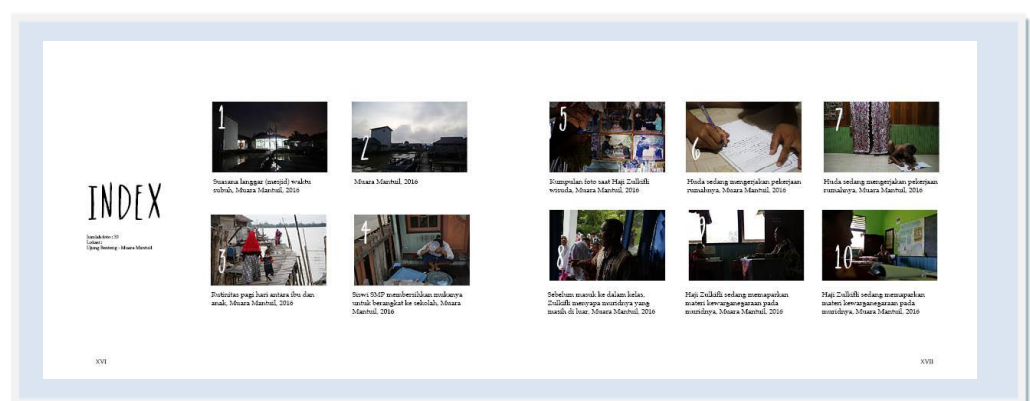 INDEX
Jumlah foto : 33
Lokasi :
Ujung Benteng - Muara Mantuil
1
Suasana langgar (mesjid) waktu
subuh, Muara Mantuil, 2016
2
Muara Mantuil, 2016
3
Rutinitas pagi hari antara ibu dan
anak, Muara Mantuil, 2016
4
Siswi SMP membersihkan mukanya
untuk berangkat ke sekolah, Muara
Mantuil, 2016
XVI
5
Kumpulan foto saat Haji Zulkifli
wisuda, Muara Mantuil, 2016
6
Huda sedang mengerjakan pekerjaan
rumahnya, Muara Mantuil, 2016
7
Huda sedang mengerjakan pekerjaan
rumahnya, Muara Mantuil, 2016
8
Sebelum masuk ke dalam kelas,
Zulkifli menyapa muridnya yang
masih di luar, Muara Mantuil, 2016
9
Haji Zulkifli sedang memaparkan
materi kewarganegaraan pada
muridnya, Muara Mantuil, 2016
10
Haji Zulkifli sedang memaparkan
materi kewarganegaraan pada
muridnya, Muara Mantuil, 2016
XVII